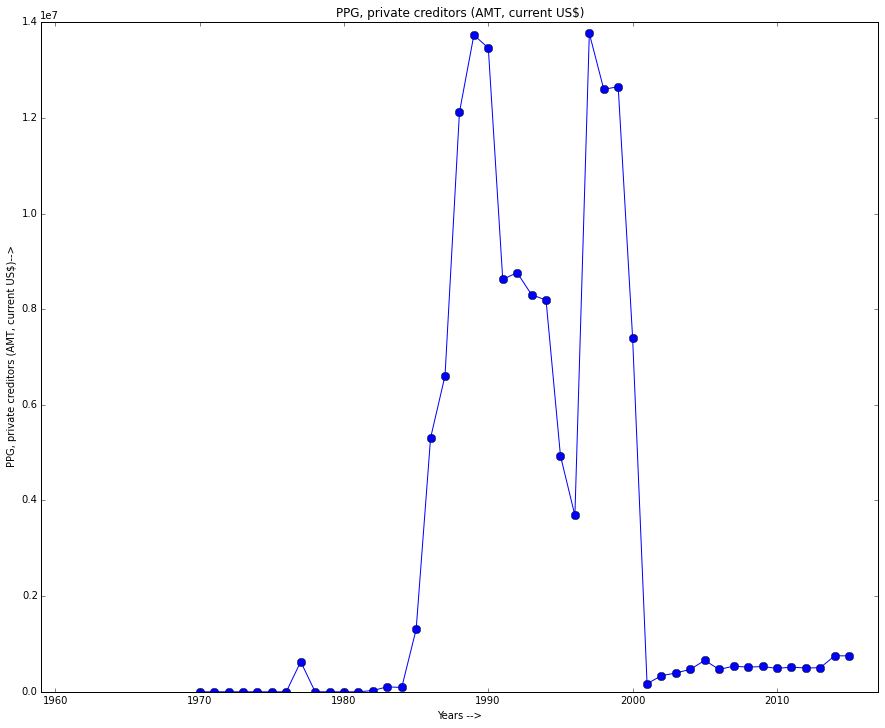 PPG, private creditors (AMT, current US$)
1e7
1.4
1.2
1.0
0.8
0.6
0.4
0.2
0.0
PPG, private creditors (AMT, current US$)-->
1960 1970 1980 1990 2000 2010
Years -->